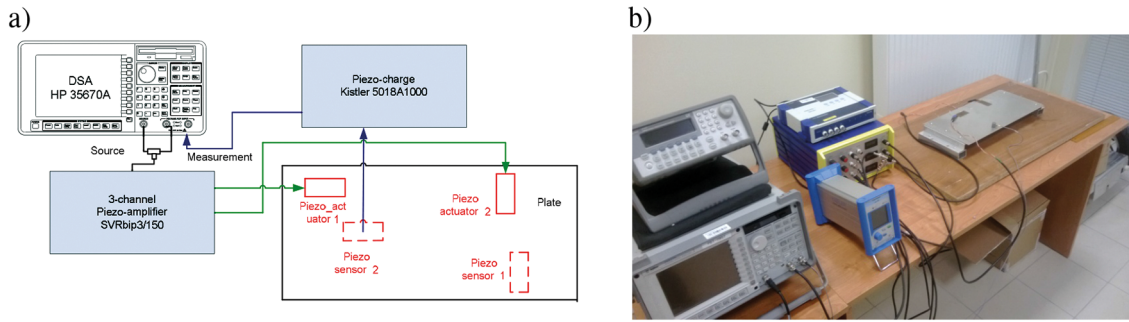 a)
DSA
HP 35670A
Piezo-charge
Kistler 5018A1000
Source
Measurement
3-channel
Piezo-amplifier
SVRbip3/150
Piezo_act
uator 1
Piezo
actuator 2
Plate
Piezo
sensor 2
Piezo
sensor 1
b)